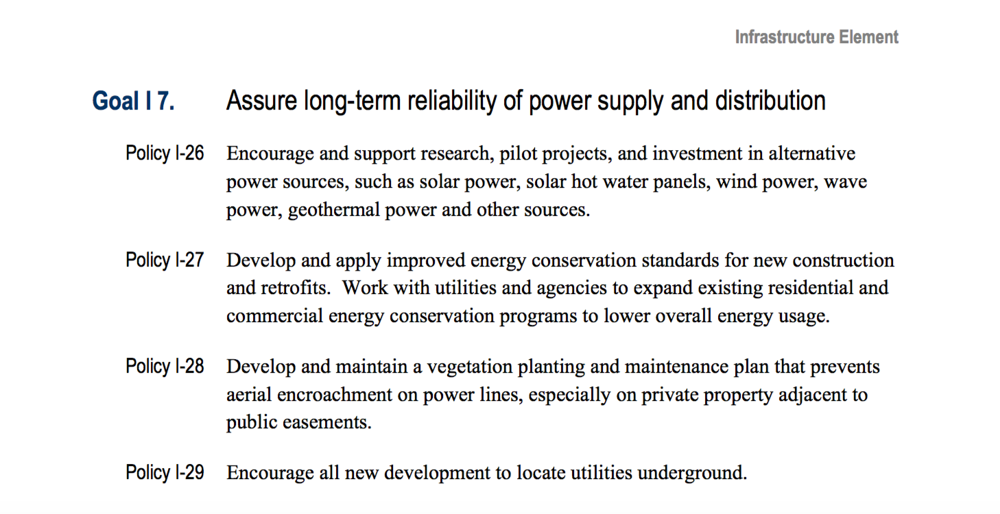 Infrastructure Element
Goal I 7. Assure long-term reliability of power supply and distribution
Policy I-26 Encourage and support research, pilot projects, and investment in alternative
power sources, such as solar power, solar hot water panels, wind power, wave
power, geothermal power and other sources.
Policy I-27 Develop and apply improved energy conservation standards for new construction
and retrofits.  Work with utilities and agencies to expand existing residential and
commercial energy conservation programs to lower overall energy usage.
Policy I-28 Develop and maintain a vegetation planting and maintenance plan that prevents
aerial encroachment on power lines, especially on private property adjacent to
public easements.
Policy I-29 Encourage all new development to locate utilities underground.